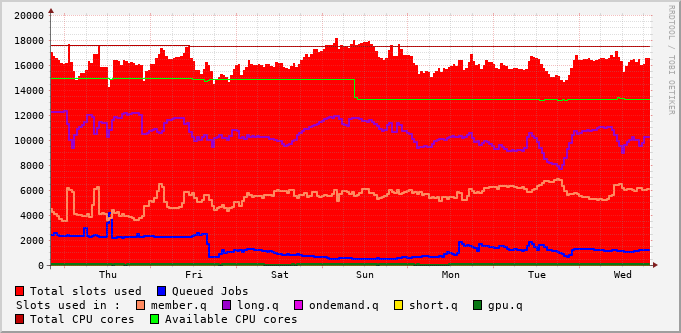 20000
18000
16000
14000
12000
10000
8000
6000
4000
2000
0
Thu Fri Sat Sun Mon Tue Wed
RRDTOOL / TOBI OETIKER
Total slots used Queued Jobs
Slots used in : member.q long.q ondemand.q short.q gpu.q
Total CPU cores Available CPU cores